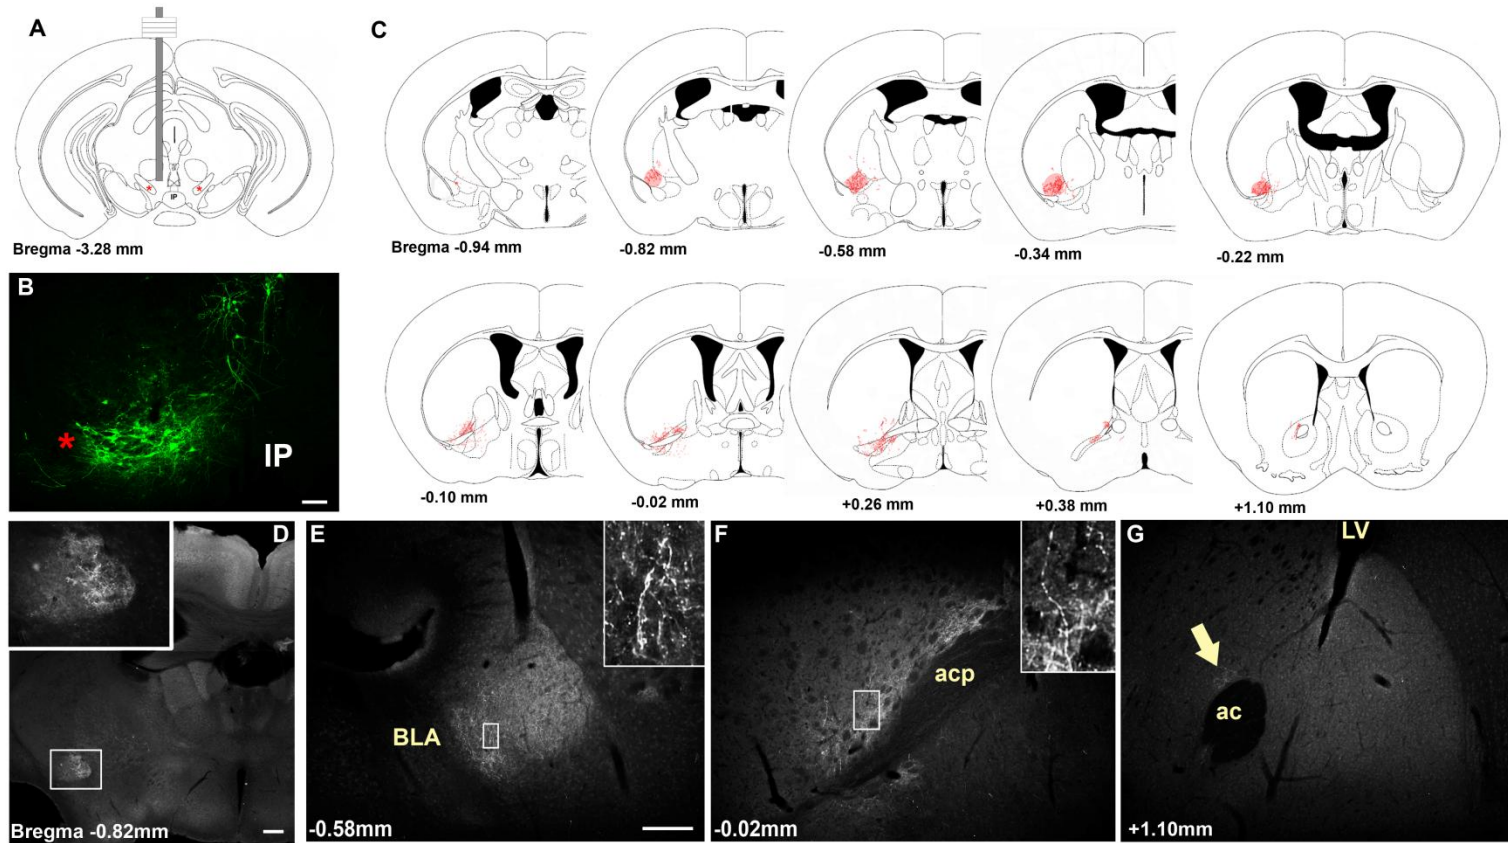 A
C
IP
Bregma -3.28 mm
Bregma -0.94 mm
-0.82 mm
-0.58 mm
-0.34 mm
-0.22 mm
B
* IP
-0.10 mm
-0.02 mm
+0.26 mm
+0.38 mm
+1.10 mm
D
Bregma -0.82mm
E
BLA
-0.58mm
F
acp
-0.02mm
G
LV
ac
+1.10mm